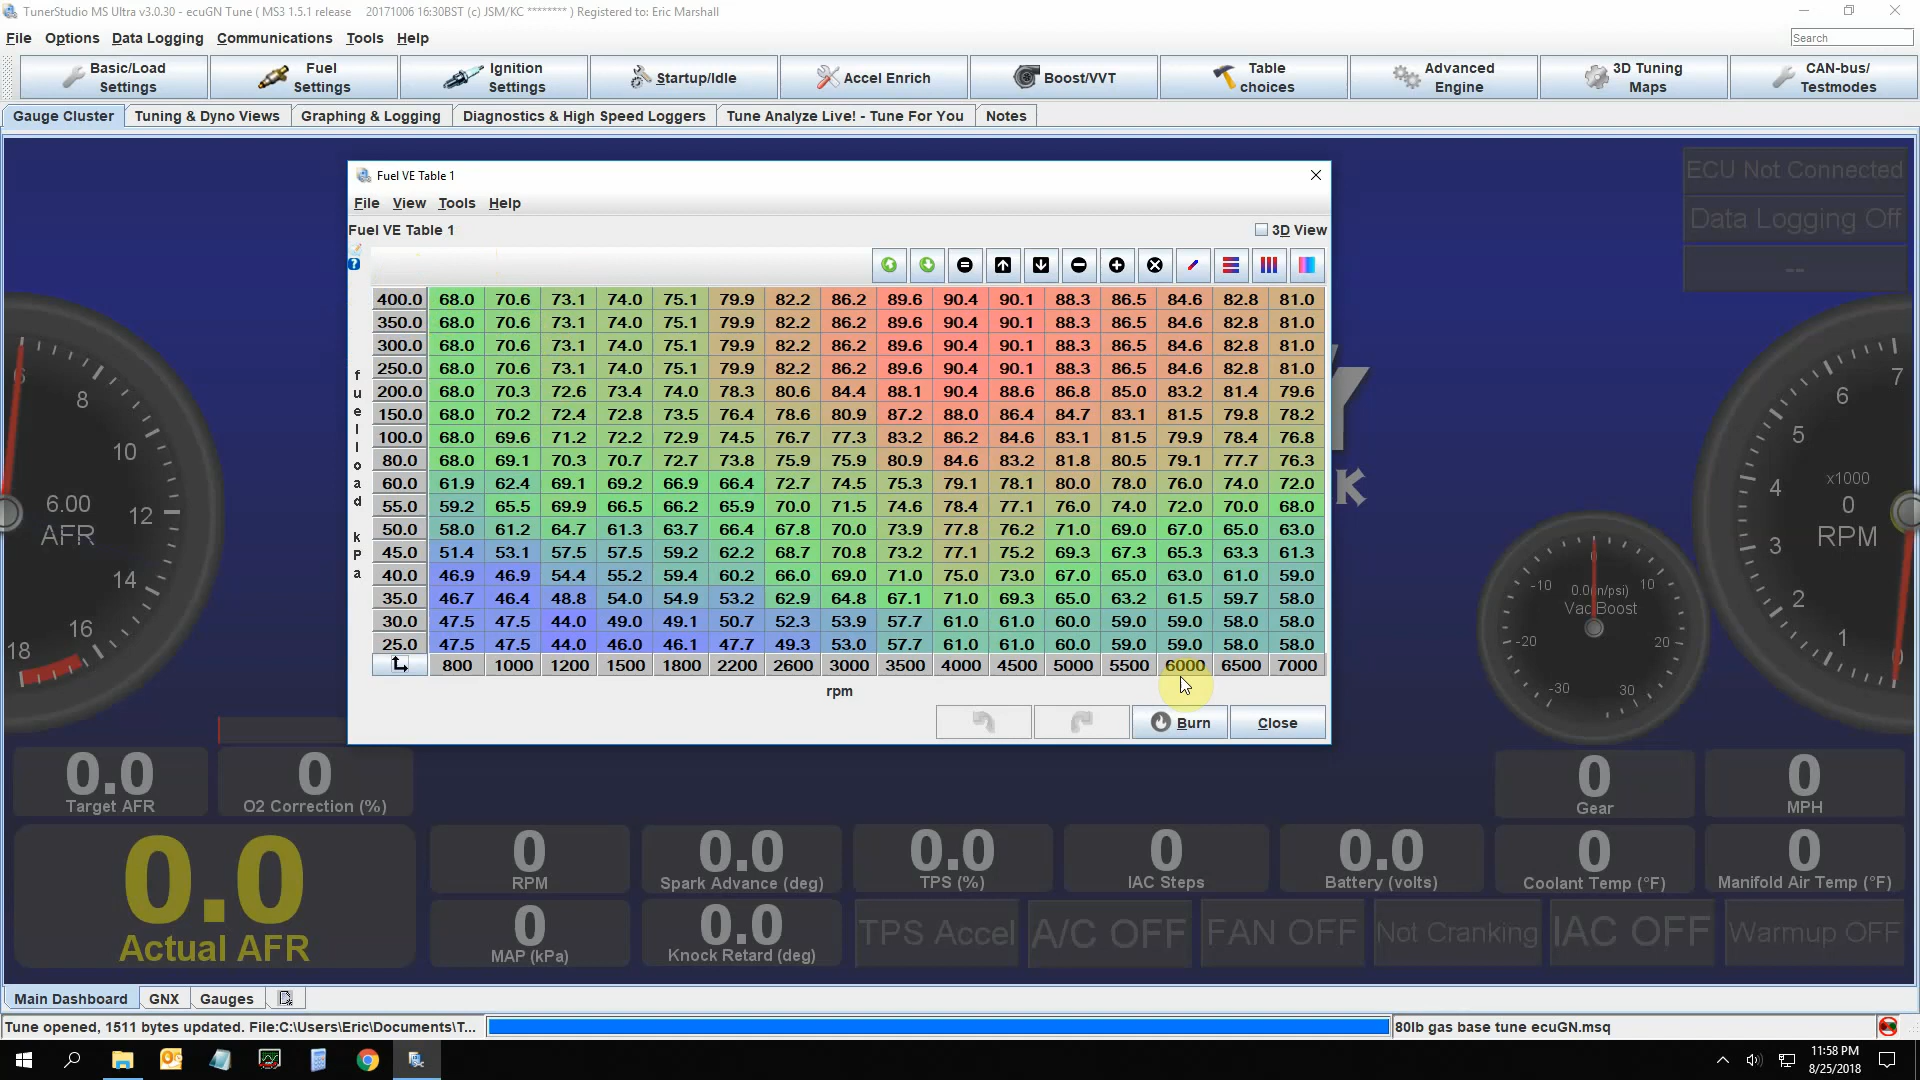 TunerStudio MS Ultra v3.0.30 - ecuGN Tune ( MS3 1.5.1 release 20171006 16:30BST (c) JSM/KC ******** ) Registered to: Eric Marshall
File Options Data Logging Communications Tools Help
Search
Basic/Load Settings
Fuel Settings
Ignition Settings
Startup/Idle
Accel Enrich
Boost/VVT
Table choices
Advanced Engine
3D Tuning Maps
CAN-bus/ Testmodes
Gauge Cluster Tuning & Dyno Views Graphing & Logging Diagnostics & High Speed Loggers Tune Analyze Live! - Tune For You Notes
Fuel VE Table 1
File View Tools Help
Fuel VE Table 1
3D View
400.0 68.0 70.6 73.1 74.0 75.1 79.9 82.2 86.2 89.6 90.4 90.1 88.3 86.5 84.6 82.8 81.0
350.0 68.0 70.6 73.1 74.0 75.1 79.9 82.2 86.2 89.6 90.4 90.1 88.3 86.5 84.6 82.8 81.0
300.0 68.0 70.6 73.1 74.0 75.1 79.9 82.2 86.2 89.6 90.4 90.1 88.3 86.5 84.6 82.8 81.0
250.0 68.0 70.6 73.1 74.0 75.1 79.9 82.2 86.2 89.6 90.4 90.1 88.3 86.5 84.6 82.8 81.0
200.0 68.0 70.3 72.6 73.4 74.0 78.3 80.6 84.4 88.1 90.4 88.6 86.8 85.0 83.2 81.4 79.6
150.0 68.0 70.2 72.4 72.8 73.5 76.4 78.6 80.9 87.2 88.0 86.4 84.7 83.1 81.5 79.8 78.2
100.0 68.0 69.6 71.2 72.2 72.9 74.5 76.7 77.3 83.2 86.2 84.6 83.1 81.5 79.9 78.4 76.8
80.0 68.0 69.1 70.3 70.7 72.7 73.8 75.9 75.9 80.9 84.6 83.2 81.8 80.5 79.1 77.7 76.3
60.0 61.9 62.4 69.1 69.2 66.9 66.4 72.7 74.5 75.3 79.1 78.1 80.0 78.0 76.0 74.0 72.0
55.0 59.2 65.5 69.9 66.5 66.2 65.9 70.0 71.5 74.6 78.4 77.1 76.0 74.0 72.0 70.0 68.0
50.0 58.0 61.2 64.7 61.3 63.7 66.4 67.8 70.0 73.9 77.8 76.2 71.0 69.0 67.0 65.0 63.0
45.0 51.4 53.1 57.5 57.5 59.2 62.2 68.7 70.8 73.2 77.1 75.2 69.3 67.3 65.3 63.3 61.3
40.0 46.9 46.9 54.4 55.2 59.4 60.2 66.0 69.0 71.0 75.0 73.0 67.0 65.0 63.0 61.0 59.0
35.0 46.7 46.4 48.8 54.0 54.9 53.2 62.9 64.8 67.1 71.0 69.3 65.0 63.2 61.5 59.7 58.0
30.0 47.5 47.5 44.0 49.0 49.1 50.7 52.3 53.9 57.7 61.0 61.0 60.0 59.0 59.0 58.0 58.0
25.0 47.5 47.5 44.0 46.0 46.1 47.7 49.3 53.0 57.7 61.0 61.0 60.0 59.0 59.0 58.0 58.0
800 1000 1200 1500 1800 2200 2600 3000 3500 4000 4500 5000 5500 6000 6500 7000
fuelload kPa
rpm
Burn Close
ECU Not Connected
Data Logging Off
--
6 8 10 12 14 16 18
6.00
AFR
K
0 1 2 3 4 5 6 7
x1000
0
RPM
-30 -20 -10 0 10 20 30
0.0(in/psi)
Vac Boost
0.0
Target AFR
0
O2 Correction (%)
0
Gear
0
MPH
0.0
Actual AFR
0
RPM
0.0
Spark Advance (deg)
0.0
TPS (%)
0
IAC Steps
0.0
Battery (volts)
0
Coolant Temp (°F)
0
Manifold Air Temp (°F)
0
MAP (kPa)
0.0
Knock Retard (deg)
TPS Accel A/C OFF FAN OFF Not Cranking IAC OFF Warmup OFF
Main Dashboard GNX Gauges
Tune opened, 1511 bytes updated. File:C:\Users\Eric\Documents\T...
80lb gas base tune ecuGN.msq
11:58 PM
8/25/2018